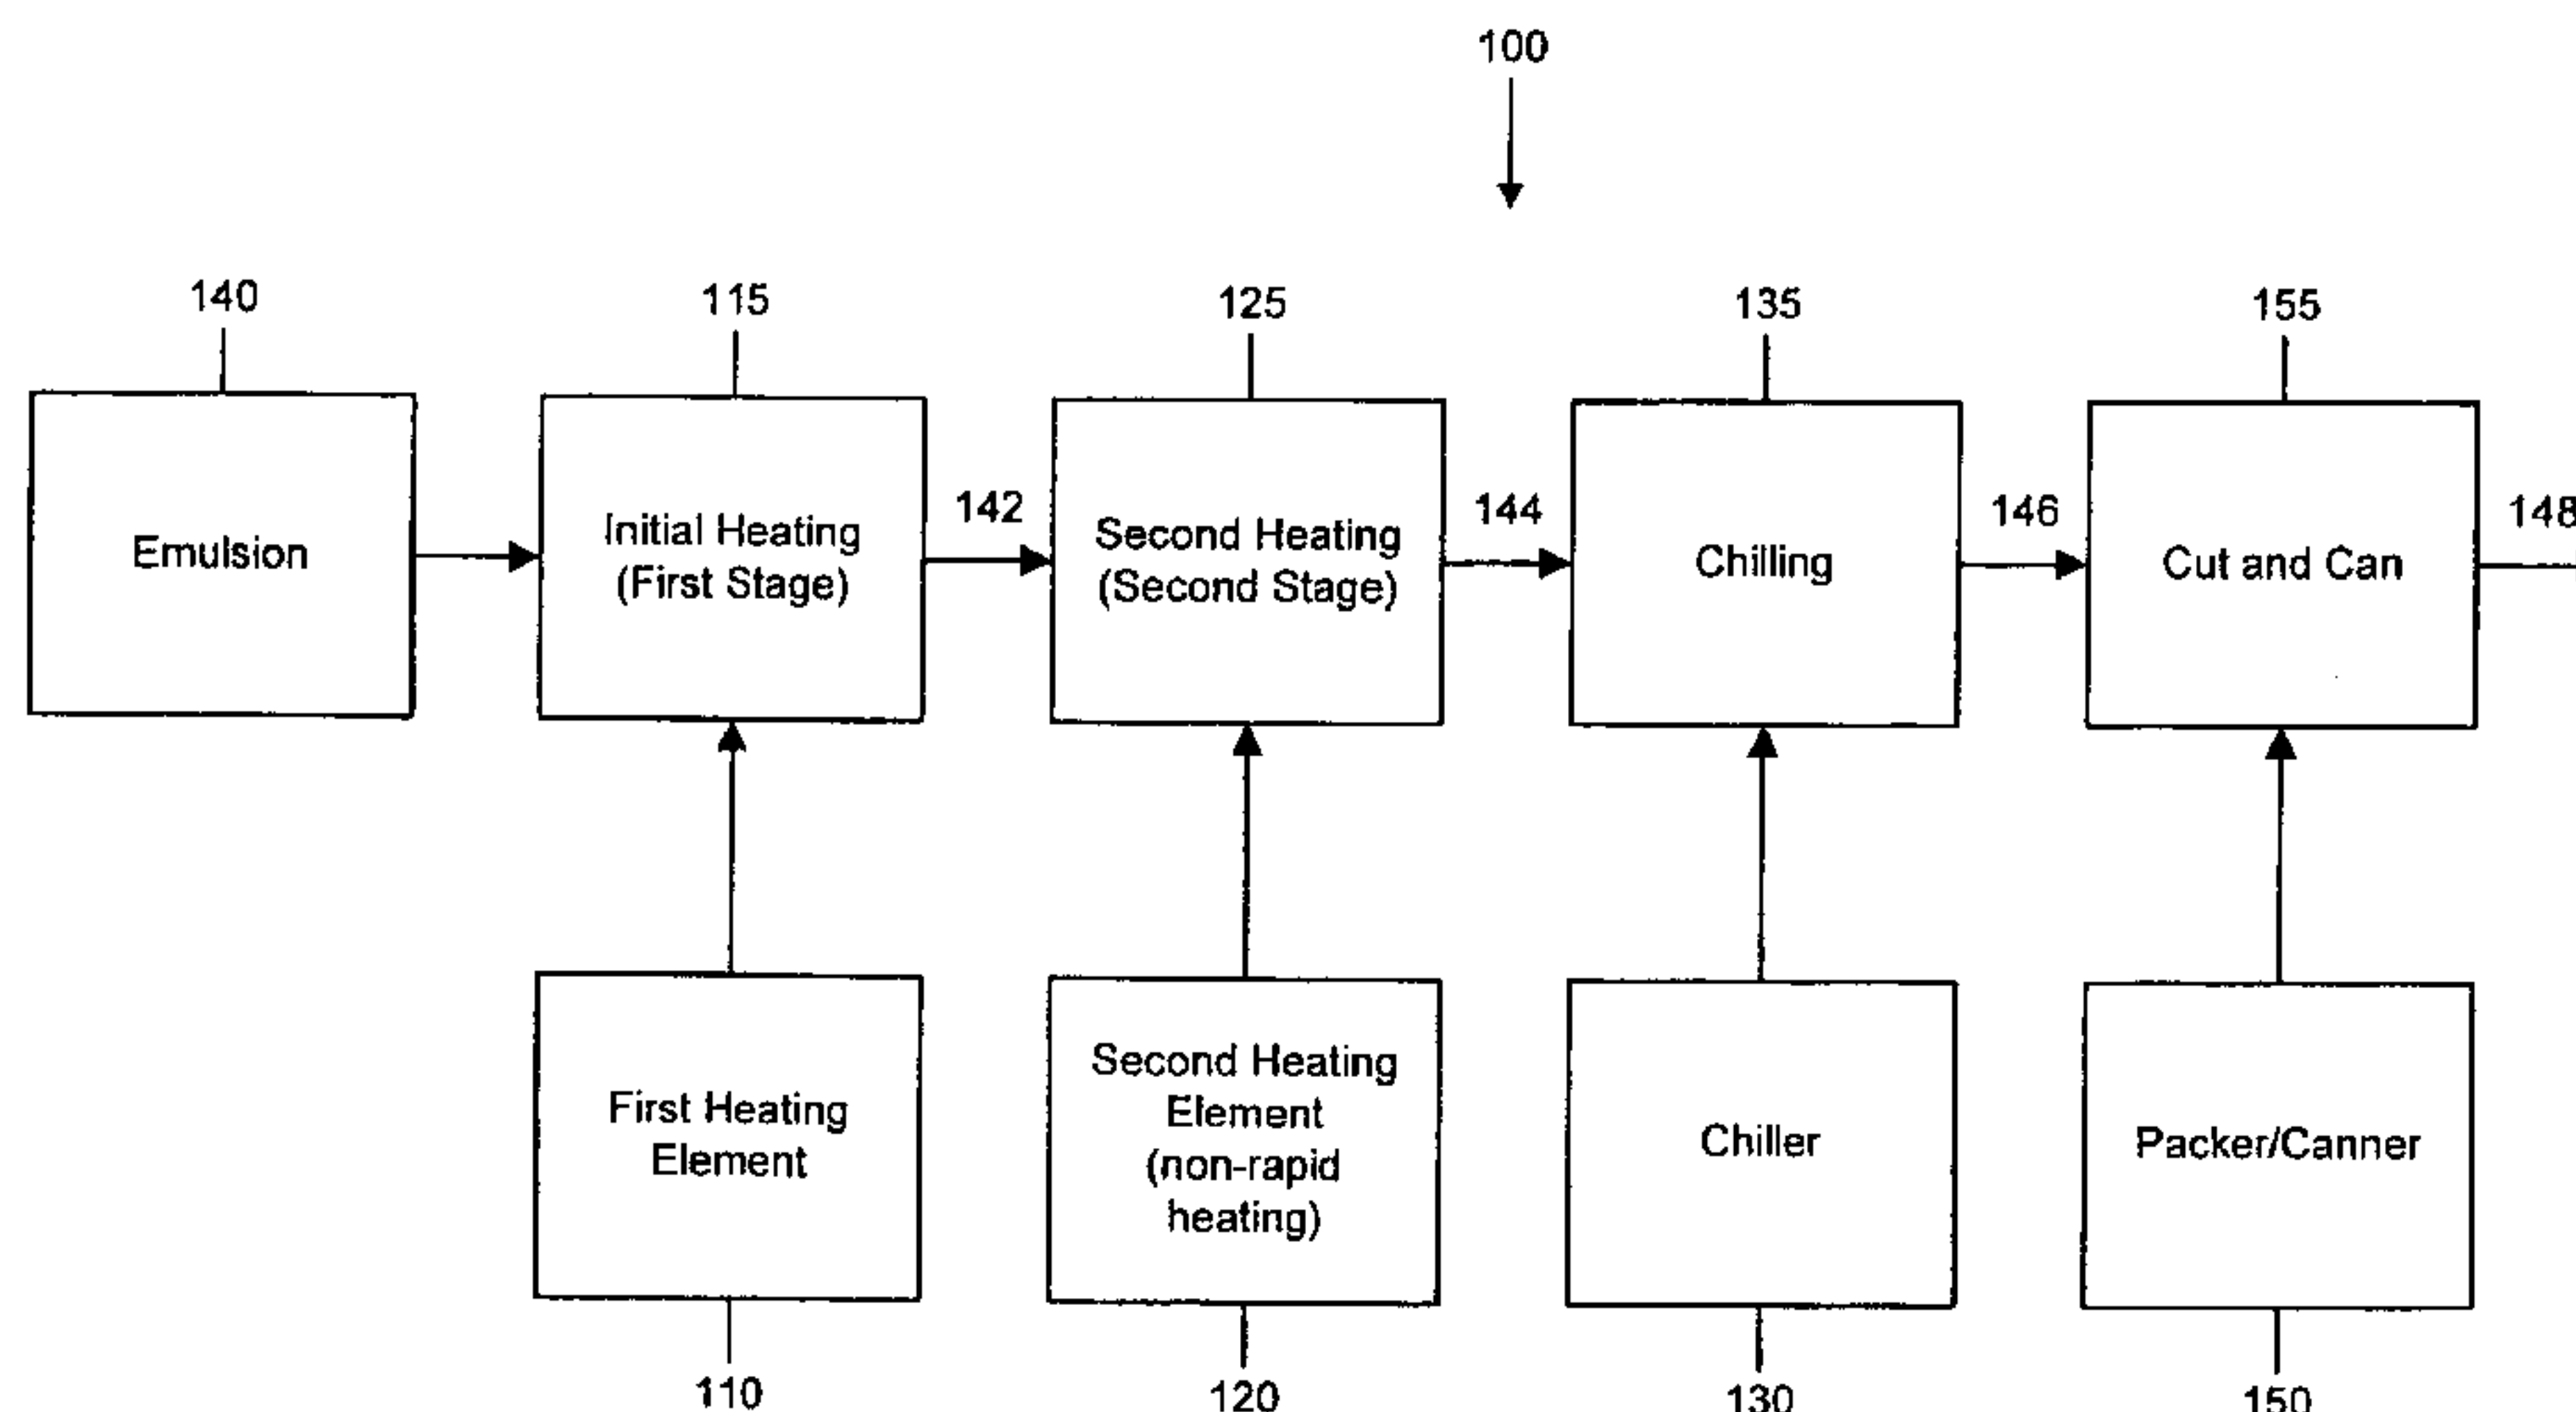 100
140
115
125
135
155
Emulsion
Initial Heating
(First Stage)
142
Second Heating
(Second Stage)
144
Chilling
146
Cut and Can
148
First Heating
Element
Second Heating
Element
(non-rapid
heating)
Chiller
Packer/Canner
110
120
130
150